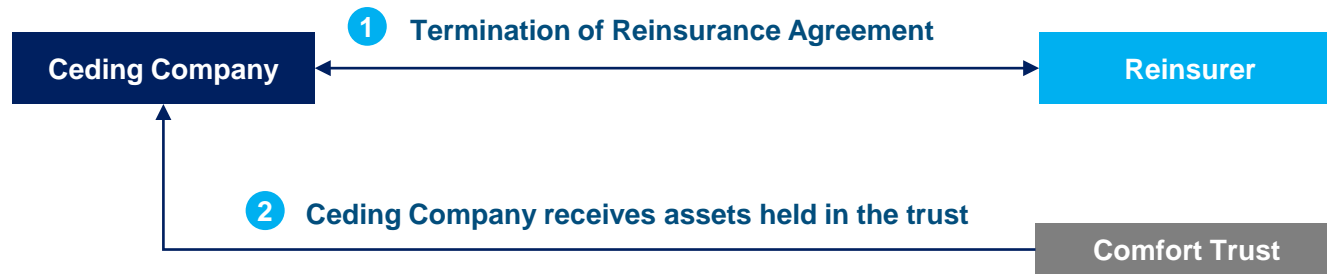 1 Termination of Reinsurance Agreement
Ceding Company
Reinsurer
2 Ceding Company receives assets held in the trust
Comfort Trust